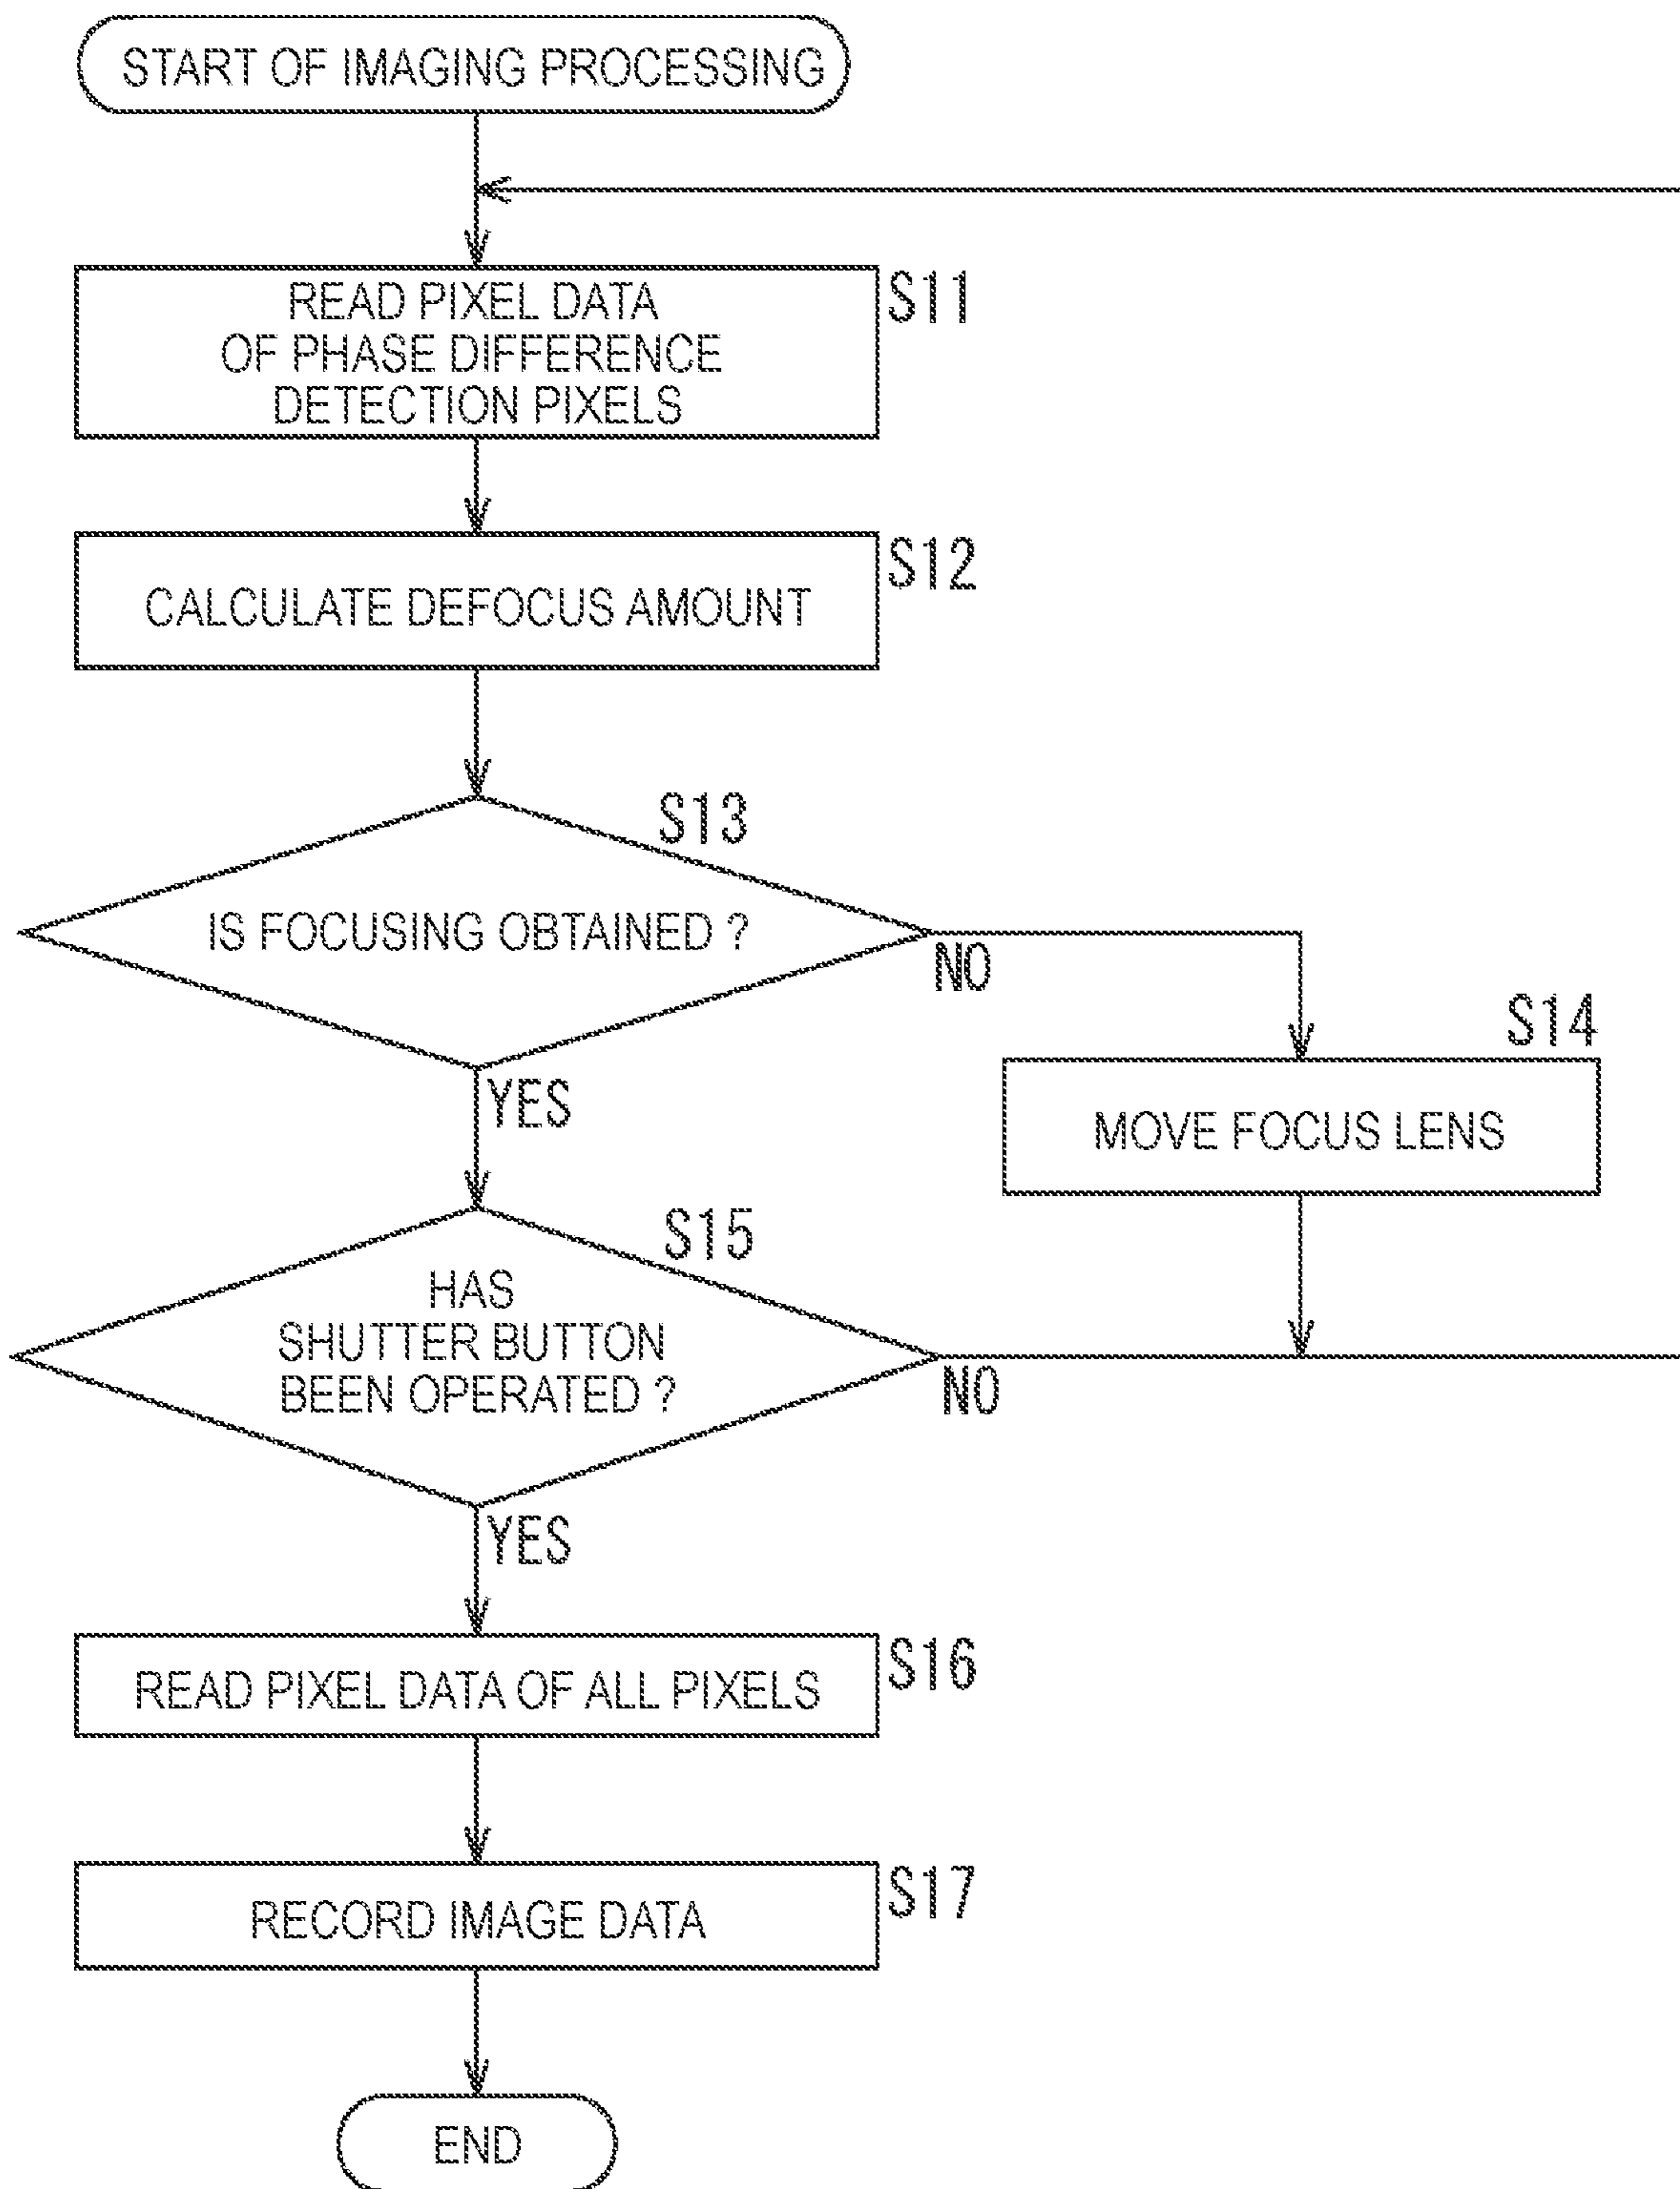 START OF IMAGING PROCESSING
READ PIXEL DATA
OF PHASE DIFFERENCE
DETECTION PIXELS
S11
CALCULATE DEFOCUS AMOUNT
S12
S13
IS FOCUSING OBTAINED ?
NO
YES
S14
MOVE FOCUS LENS
S15
HAS
SHUTTER BUTTON
BEEN OPERATED ?
NO
YES
READ PIXEL DATA OF ALL PIXELS
S16
RECORD IMAGE DATA
S17
END